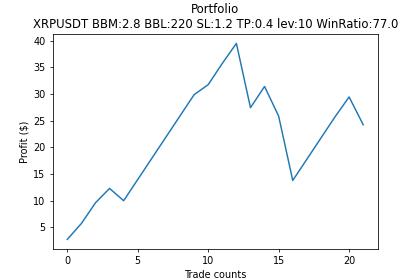 Portfolio
XRPUSDT BBM:2.8 BBL:220 SL:1.2 TP:0.4 lev:10 WinRatio:77.0
40
35
30
25
20
15
10
5
Profit ($)
0 5 10 15 20
Trade counts